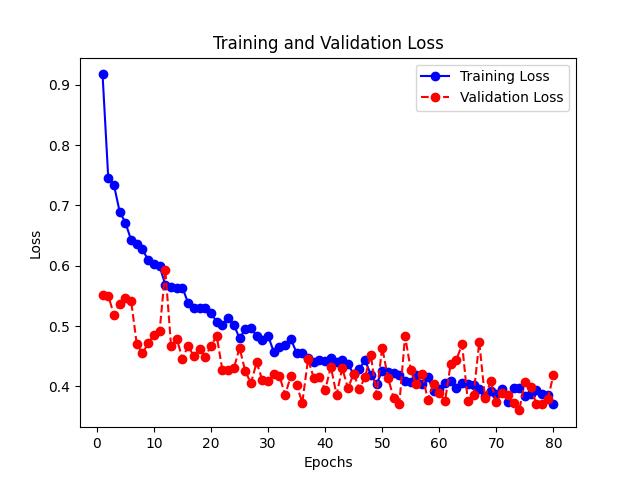 Training and Validation Loss
Training Loss
Validation Loss
0.9
0.8
0.7
0.6
0.5
0.4
Loss
0 10 20 30 40 50 60 70 80
Epochs